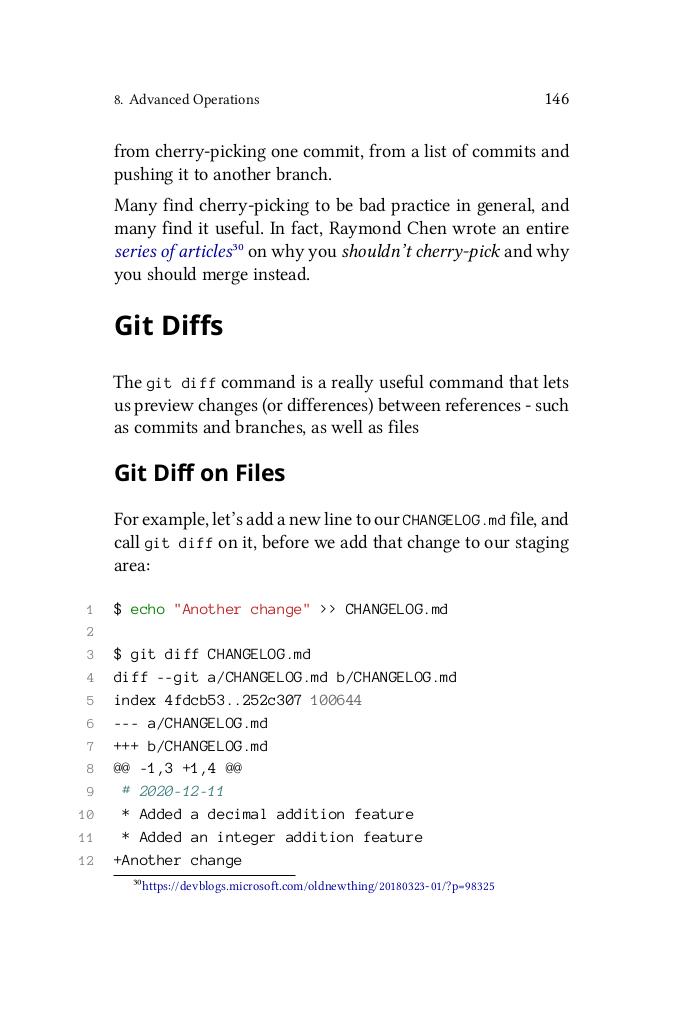 8. Advanced Operations 146
from cherry-picking one commit, from a list of commits and
pushing it to another branch.
Many find cherry-picking to be bad practice in general, and
many find it useful. In fact, Raymond Chen wrote an entire
series of articles³⁰ on why you shouldn’t cherry-pick and why
you should merge instead.
Git Diffs
The git diff command is a really useful command that lets
us preview changes (or differences) between references - such
as commits and branches, as well as files
Git Diff on Files
For example, let’s add a new line to our CHANGELOG.md file, and
call git diff on it, before we add that change to our staging
area:
1 $ echo "Another change" >> CHANGELOG.md
2
3 $ git diff CHANGELOG.md
4 diff --git a/CHANGELOG.md b/CHANGELOG.md
5 index 4fdcb53..252c307 100644
6 --- a/CHANGELOG.md
7 +++ b/CHANGELOG.md
8 @@ -1,3 +1,4 @@
9  # 2020-12-11
10  * Added a decimal addition feature
11  * Added an integer addition feature
12 +Another change
³⁰https://devblogs.microsoft.com/oldnewthing/20180323-01/?p=98325